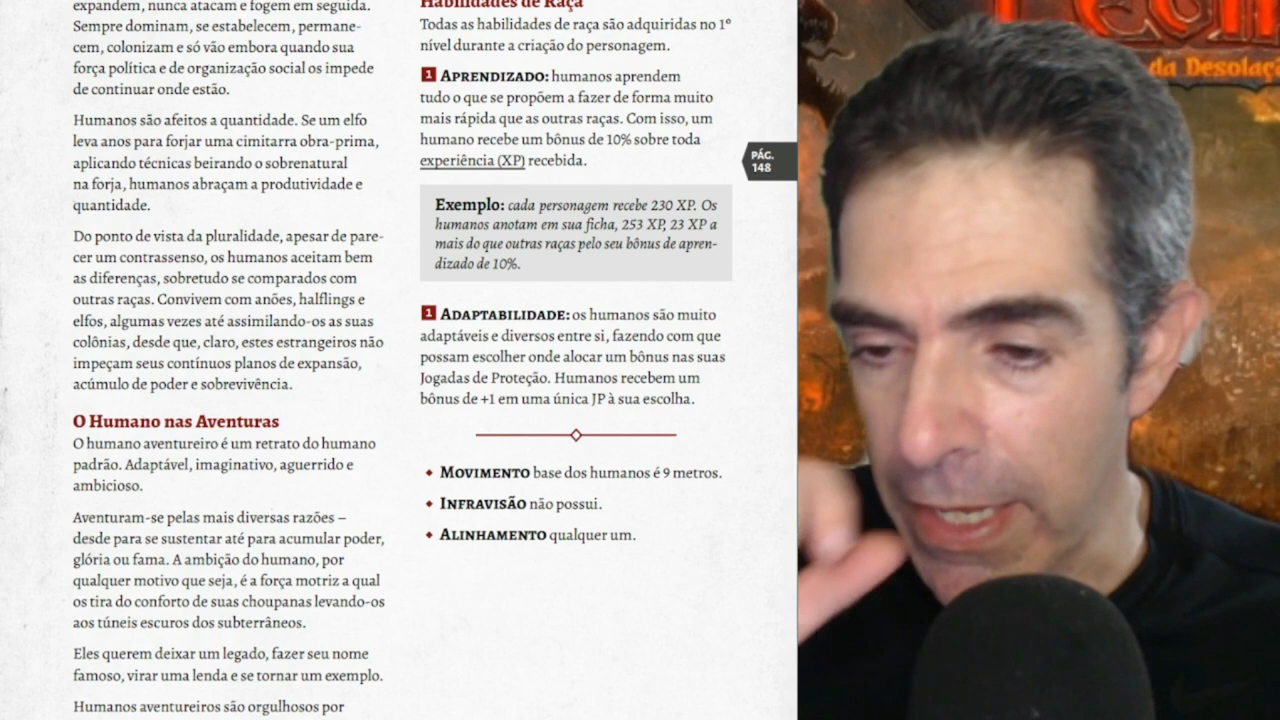 expandem, nunca atacam e fogem em seguida.
Sempre dominam, se estabelecem, permane-
cem, colonizam e só vão embora quando sua
força política e de organização social os impede
de continuar onde estão.
Humanos são afeitos a quantidade. Se um elfo
leva anos para forjar uma cimitarra obra-prima,
aplicando técnicas beirando o sobrenatural
na forja, humanos abraçam a produtividade e
quantidade.
Do ponto de vista da pluralidade, apesar de pare-
cer um contrassenso, os humanos aceitam bem
as diferenças, sobretudo se comparados com
outras raças. Convivem com anões, halflings e
elfos, algumas vezes até assimilando-os as suas
colônias, desde que, claro, estes estrangeiros não
impeçam seus contínuos planos de expansão,
acúmulo de poder e sobrevivência.
O Humano nas Aventuras
O humano aventureiro é um retrato do humano
padrão. Adaptável, imaginativo, aguerrido e
ambicioso.
Aventuram-se pelas mais diversas razões –
desde para se sustentar até para acumular poder,
glória ou fama. A ambição do humano, por
qualquer motivo que seja, é a força motriz a qual
os tira do conforto de suas choupanas levando-os
aos túneis escuros dos subterrâneos.
Eles querem deixar um legado, fazer seu nome
famoso, virar uma lenda e se tornar um exemplo.
Humanos aventureiros são orgulhosos por
Habilidades de Raça
Todas as habilidades de raça são adquiridas no 1º
nível durante a criação do personagem.
1 APRENDIZADO: humanos aprendem
tudo o que se propõem a fazer de forma muito
mais rápida que as outras raças. Com isso, um
humano recebe um bônus de 10% sobre toda
experiência (XP) recebida.
PÁG.
148
Exemplo: cada personagem recebe 230 XP. Os
humanos anotam em sua ficha, 253 XP, 23 XP a
mais do que outras raças pelo seu bônus de apren-
dizado de 10%.
1 ADAPTABILIDADE: os humanos são muito
adaptáveis e diversos entre si, fazendo com que
possam escolher onde alocar um bônus nas suas
Jogadas de Proteção. Humanos recebem um
bônus de +1 em uma única JP à sua escolha.
MOVIMENTO base dos humanos é 9 metros.
INFRAVISÃO não possui.
ALINHAMENTO qualquer um.
da